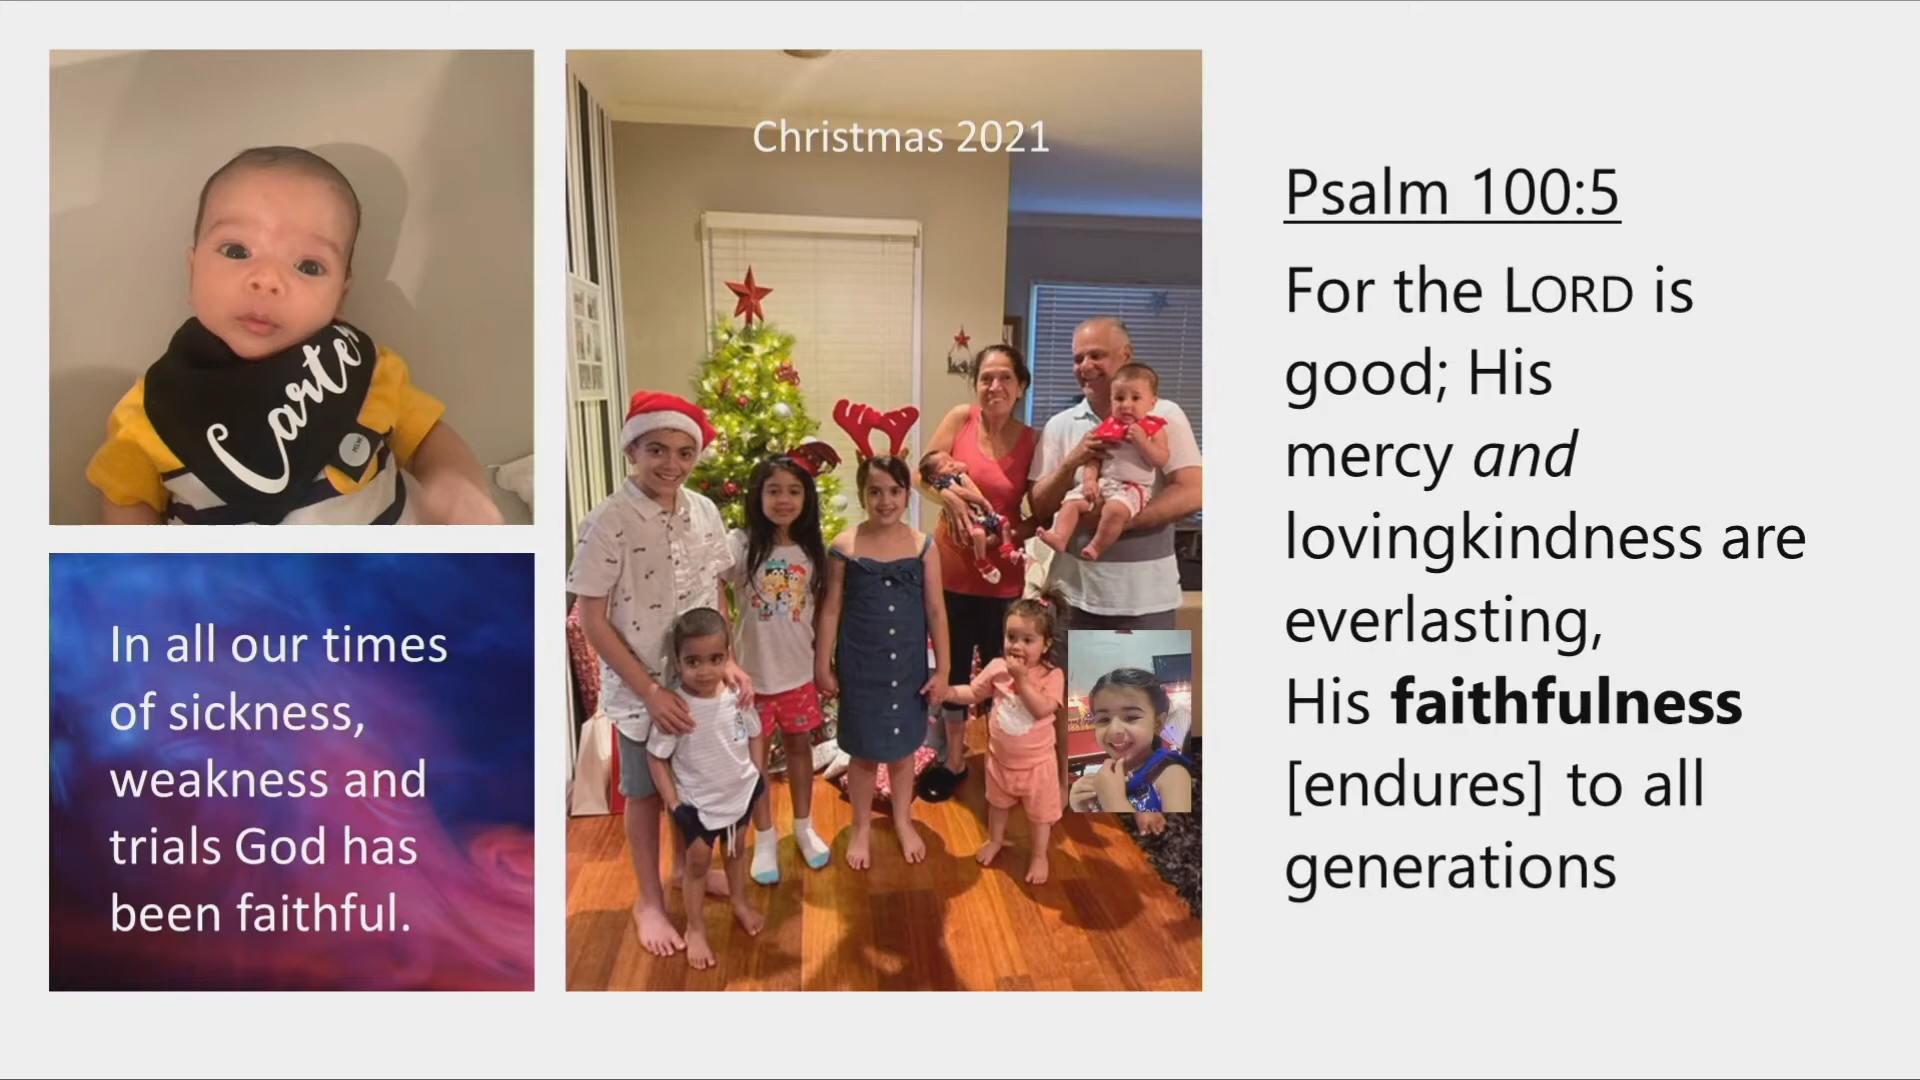 Carter
In all our times
of sickness,
weakness and
trials God has
been faithful.
Christmas 2021
Psalm 100:5
For the LORD is
good; His
mercy and
lovingkindness are
everlasting,
His faithfulness
[endures] to all
generations